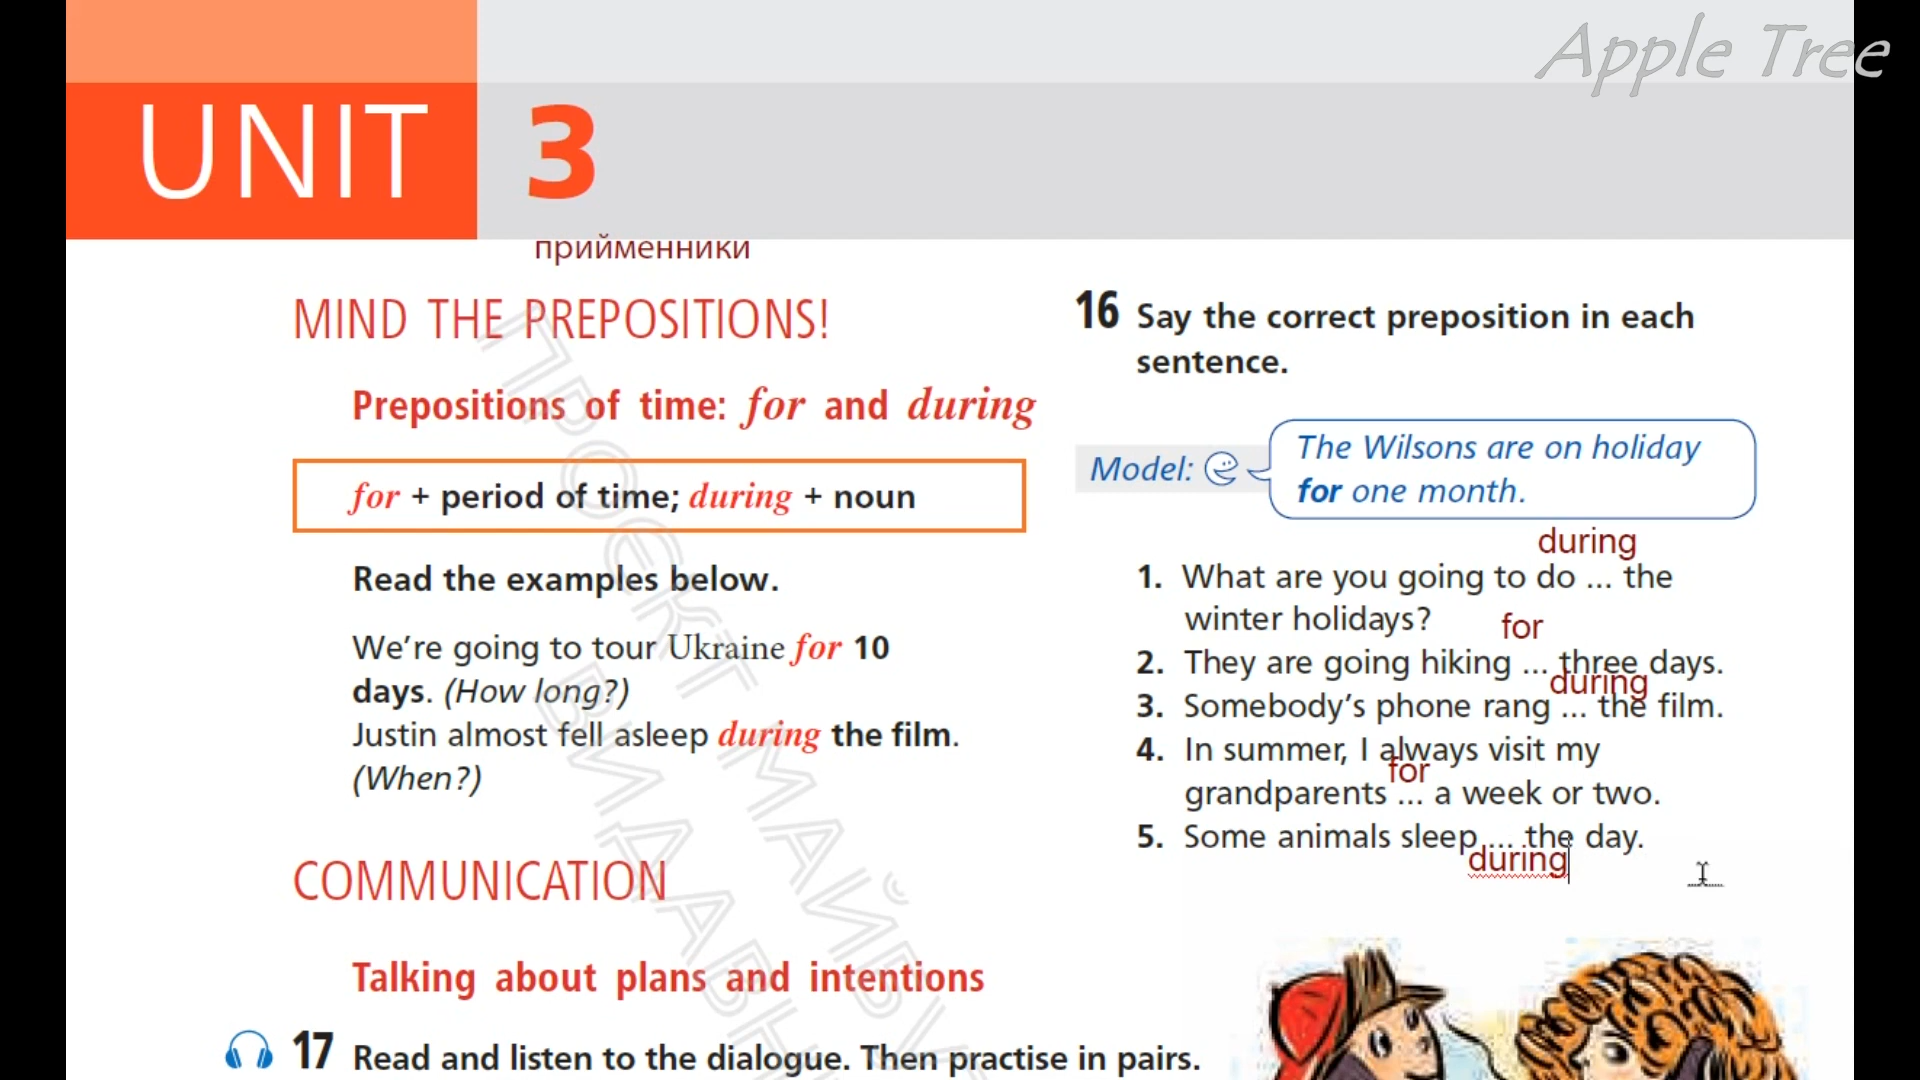 Apple Tree
UNIT 3
прийменники
MIND THE PREPOSITIONS!
Prepositions of time: for and during
for + period of time; during + noun
Read the examples below.
We're going to tour Ukraine for 10
days. (How long?)
Justin almost fell asleep during the film.
(When?)
COMMUNICATION
Talking about plans and intentions
17 Read and listen to the dialogue. Then practise in pairs.
16 Say the correct preposition in each
sentence.
Model:
The Wilsons are on holiday
for one month.
during
1. What are you going to do ... the
winter holidays?
for
2. They are going hiking ... three days.
during
3. Somebody's phone rang ... the film.
4. In summer, I always visit my
for
grandparents ... a week or two.
5. Some animals sleep ... the day.
during
Проєкт майбу
видавн